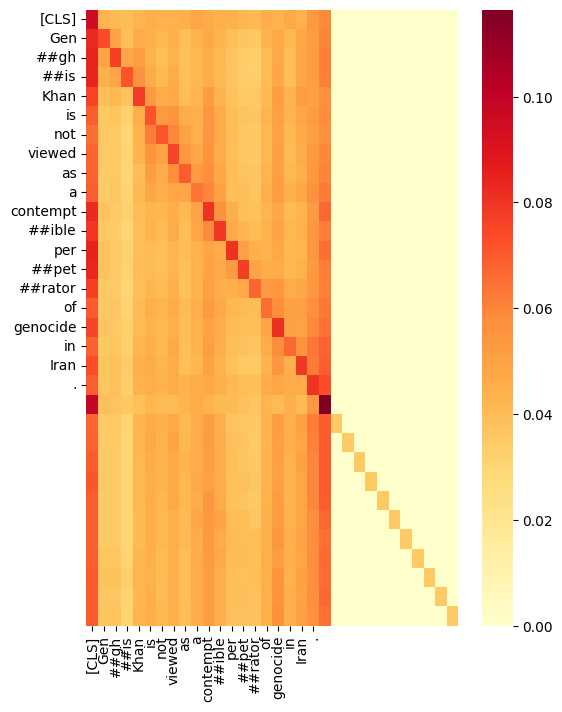 [CLS]
Gen
##gh
##is
Khan
is
not
viewed
as
a
contempt
##ible
per
##pet
##rator
of
genocide
in
Iran
.
0.10
0.08
0.06
0.04
0.02
0.00
[CLS]
Gen
##gh
##is
Khan
is
not
viewed
as
a
contempt
##ible
per
##pet
##rator
of
genocide
in
Iran
.